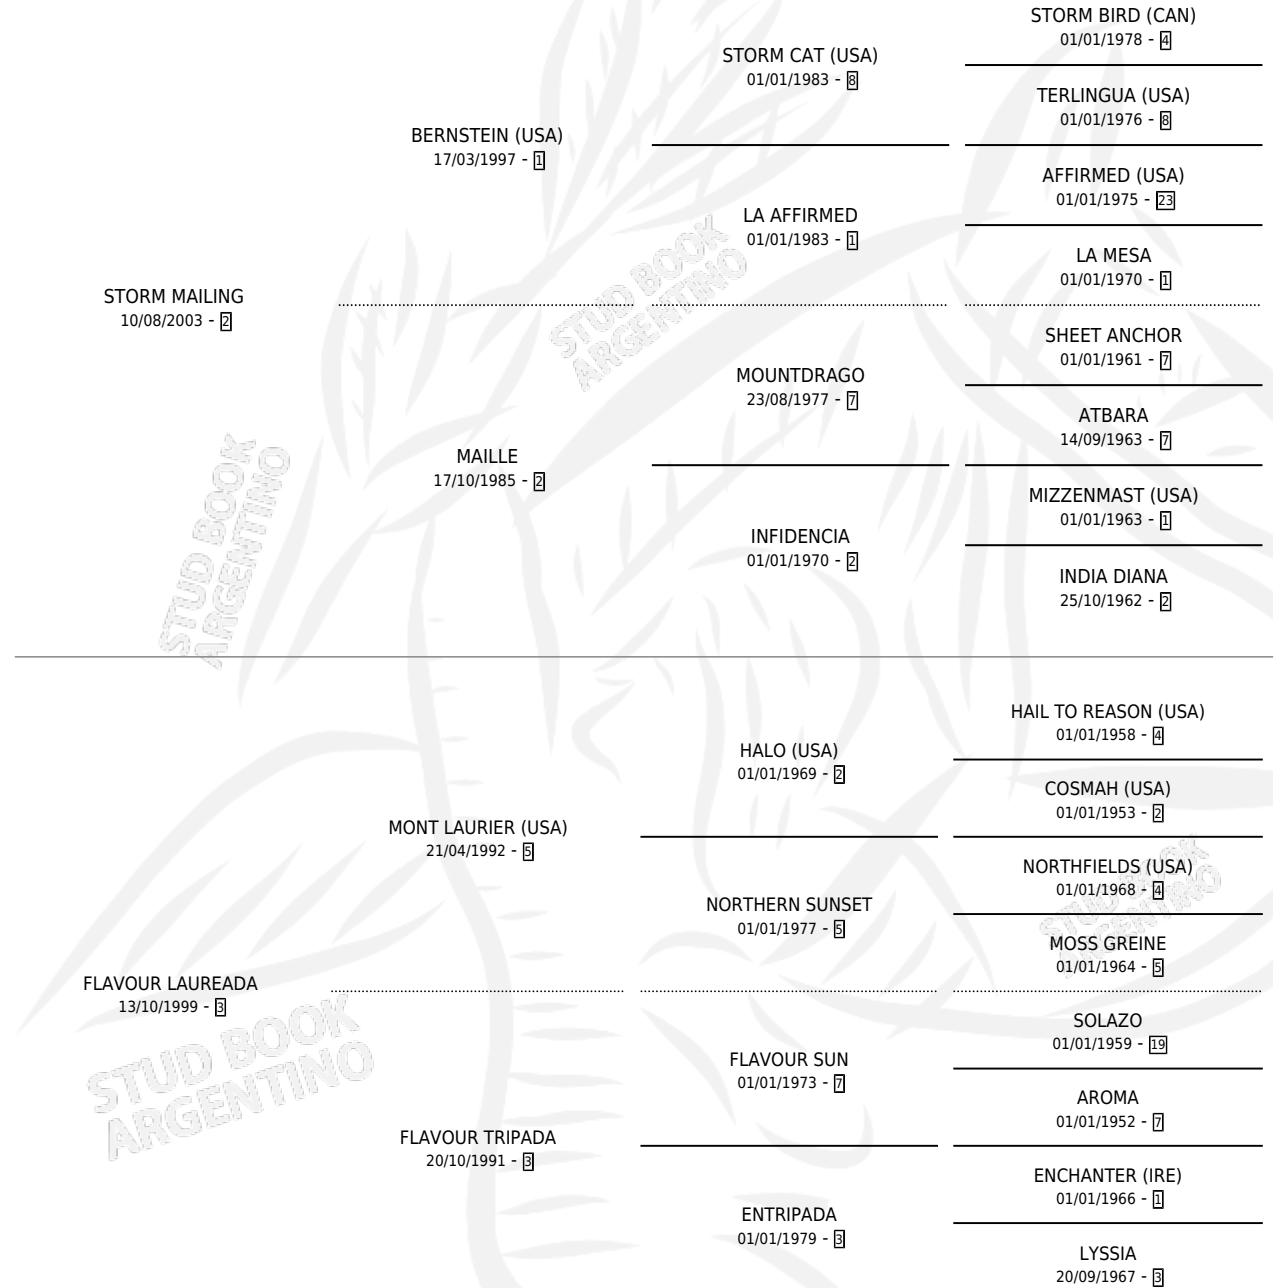 STORM BIRD (CAN)
01/01/1978 - 4
STORM CAT (USA)
01/01/1983 - 8
TERLINGUA (USA)
01/01/1976 - 8
BERNSTEIN (USA)
17/03/1997 - 1
AFFIRMED (USA)
01/01/1975 - 23
LA AFFIRMED
01/01/1983 - 1
LA MESA
01/01/1970 - 1
STORM MAILING
10/08/2003 - 2
SHEET ANCHOR
01/01/1961 - 7
MOUNTDRAGO
23/08/1977 - 7
ATBARA
14/09/1963 - 7
MAILLE
17/10/1985 - 2
MIZZENMAST (USA)
01/01/1963 - 1
INFIDENCIA
01/01/1970 - 2
INDIA DIANA
25/10/1962 - 2
HAIL TO REASON (USA)
01/01/1958 - 4
HALO (USA)
01/01/1969 - 2
COSMAH (USA)
01/01/1953 - 2
MONT LAURIER (USA)
21/04/1992 - 5
NORTHFIELDS (USA)
01/01/1968 - 4
NORTHERN SUNSET
01/01/1977 - 5
MOSS GREINE
01/01/1964 - 5
FLAVOUR LAUREADA
13/10/1999 - 3
SOLAZO
01/01/1959 - 19
FLAVOUR SUN
01/01/1973 - 7
AROMA
01/01/1952 - 7
FLAVOUR TRIPADA
20/10/1991 - 3
ENCHANTER (IRE)
01/01/1966 - 1
ENTRIPADA
01/01/1979 - 3
LYSSIA
20/09/1967 - 3
STUD BOOK
ARGENTINO
STUD BOOK
ARGENTINO
STUD BOOK
ARGENTINO
STUD BOOK
ARGENTINO